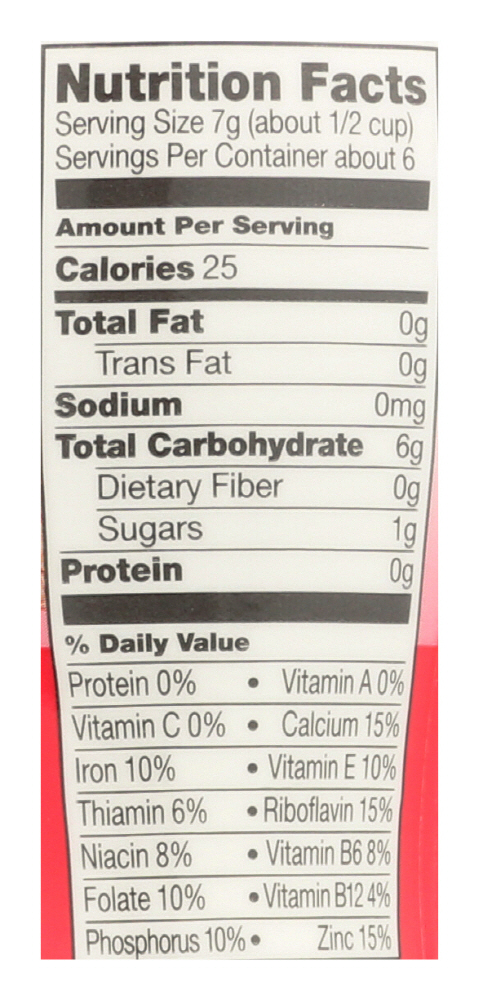 Nutrition Facts
Serving Size 7g (about 1/2 cup)
Servings Per Container about 6
Amount Per Serving
Calories 25
Total Fat 0g
Trans Fat 0g
Sodium 0mg
Total Carbohydrate 6g
Dietary Fiber 0g
Sugars 1g
Protein 0g
% Daily Value
Protein 0% • Vitamin A 0%
Vitamin C 0% • Calcium 15%
Iron 10% • Vitamin E 10%
Thiamin 6% • Riboflavin 15%
Niacin 8% • Vitamin B6 8%
Folate 10% • Vitamin B12 4%
Phosphorus 10% • Zinc 15%